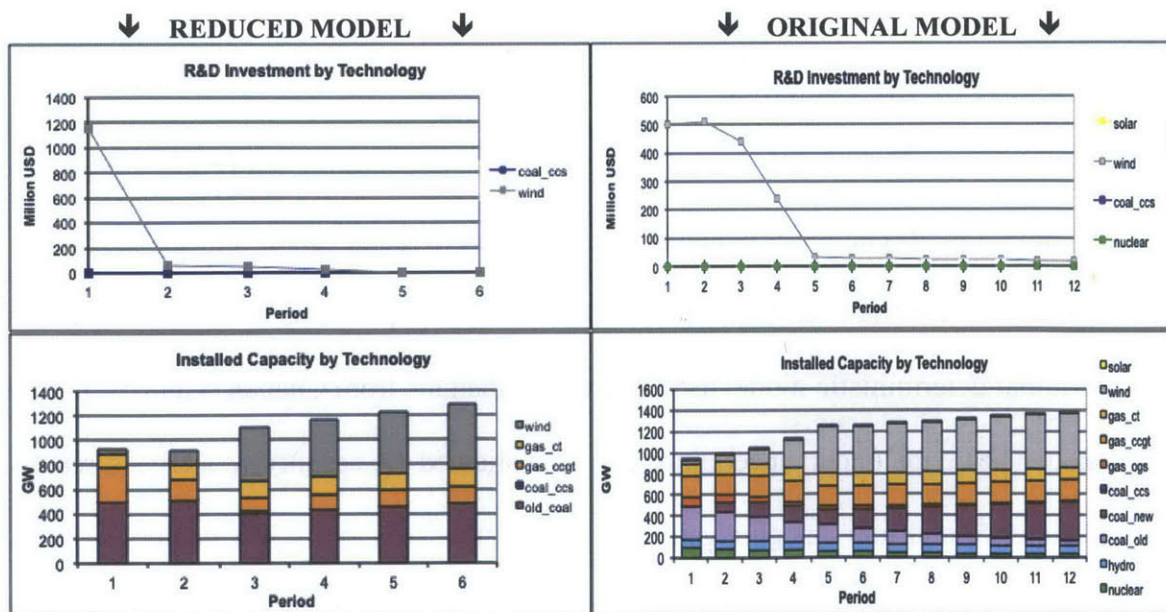 REDUCED MODEL
ORIGINAL MODEL
R&D Investment by Technology
1400
1200
1000
800
600
400
200
0
Million USD
1 2 3 4 5 6
Period
coal_ccs
wind
R&D Investment by Technology
600
500
400
300
200
100
0
Million USD
1 2 3 4 5 6 7 8 9 10 11 12
Period
solar
wind
coal_ccs
nuclear
Installed Capacity by Technology
1400
1200
1000
800
600
400
200
0
GW
1 2 3 4 5 6
Period
wind
gas_ct
gas_ccgt
coal_ccs
old_coal
Installed Capacity by Technology
1600
1400
1200
1000
800
600
400
200
0
GW
1 2 3 4 5 6 7 8 9 10 11 12
Period
solar
wind
gas_ct
gas_ccgt
gas_ogs
coal_ccs
coal_new
coal_old
hydro
nuclear